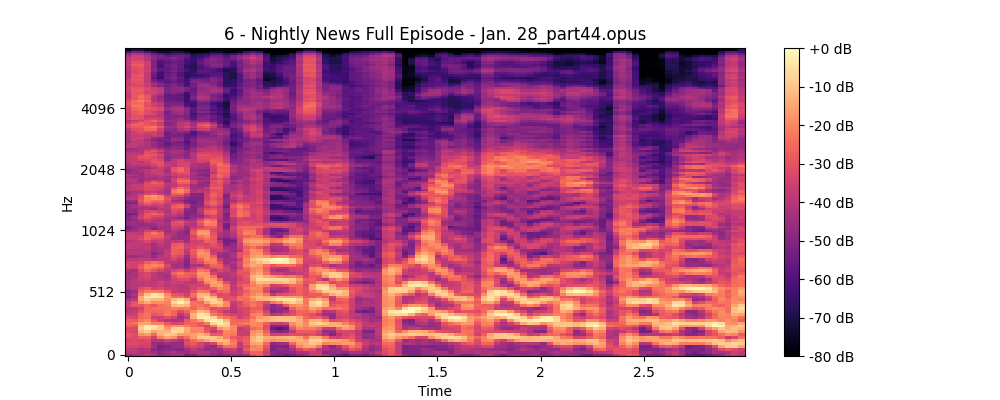 6 - Nightly News Full Episode - Jan. 28_part44.opus
Hz
4096
2048
1024
512
0
0
0.5
1
1.5
2
2.5
Time
+0 dB
-10 dB
-20 dB
-30 dB
-40 dB
-50 dB
-60 dB
-70 dB
-80 dB